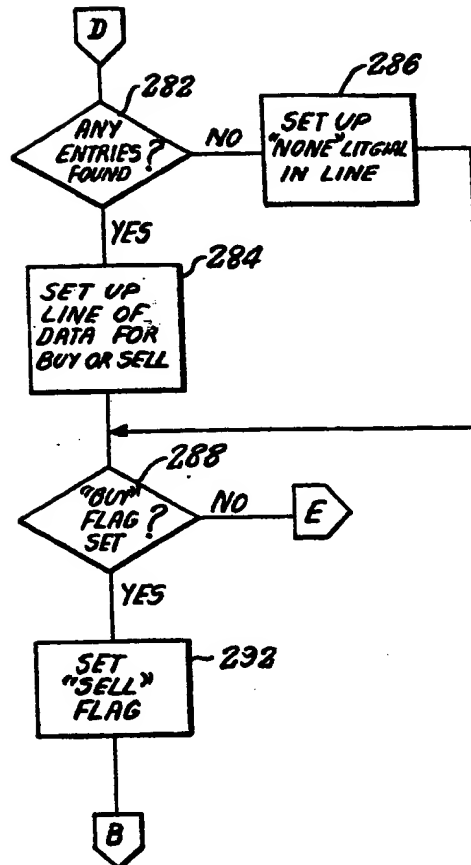 D
282
ANY
ENTRIES
FOUND?
NO
286
SET UP
"NONE" LITGIAL
IN LINE
YES
284
SET UP
LINE OF
DATA FOR
BUY OR SELL
288
"BUY"
FLAG
SET?
NO
E
YES
292
SET
"SELL"
FLAG
B